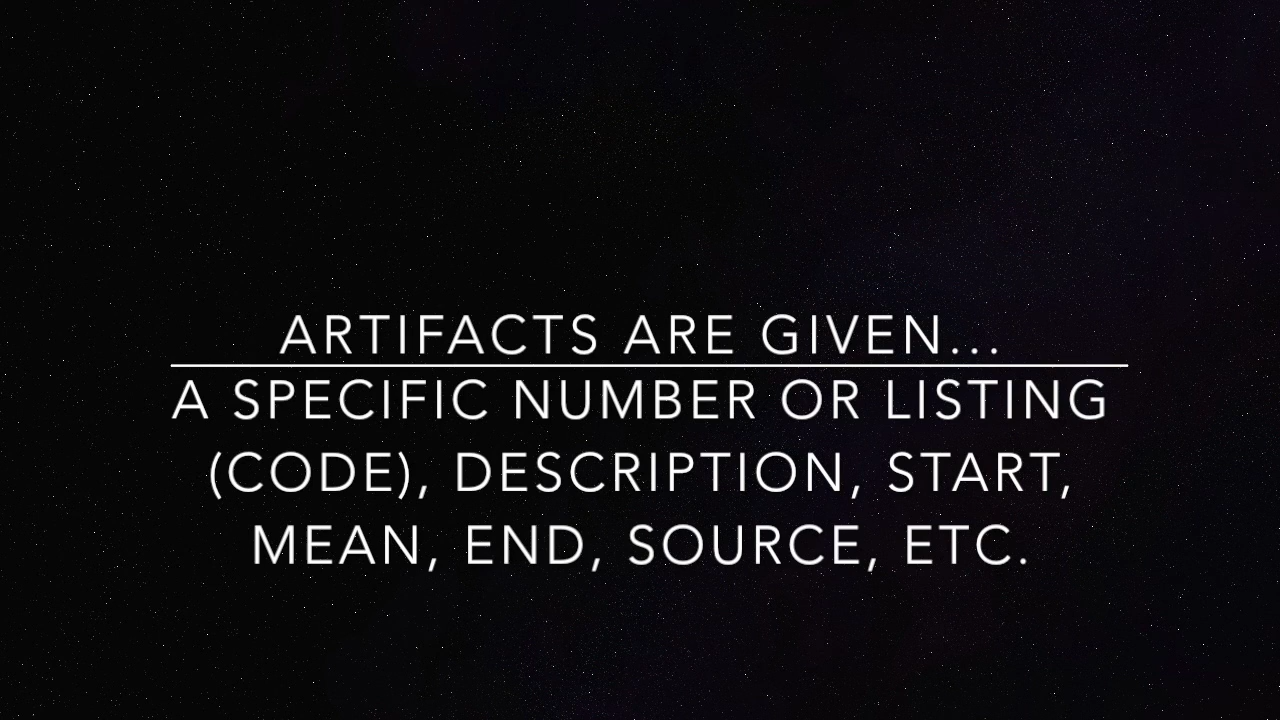 ARTIFACTS ARE GIVEN...
A SPECIFIC NUMBER OR LISTING
(CODE), DESCRIPTION, START,
MEAN, END, SOURCE, ETC.